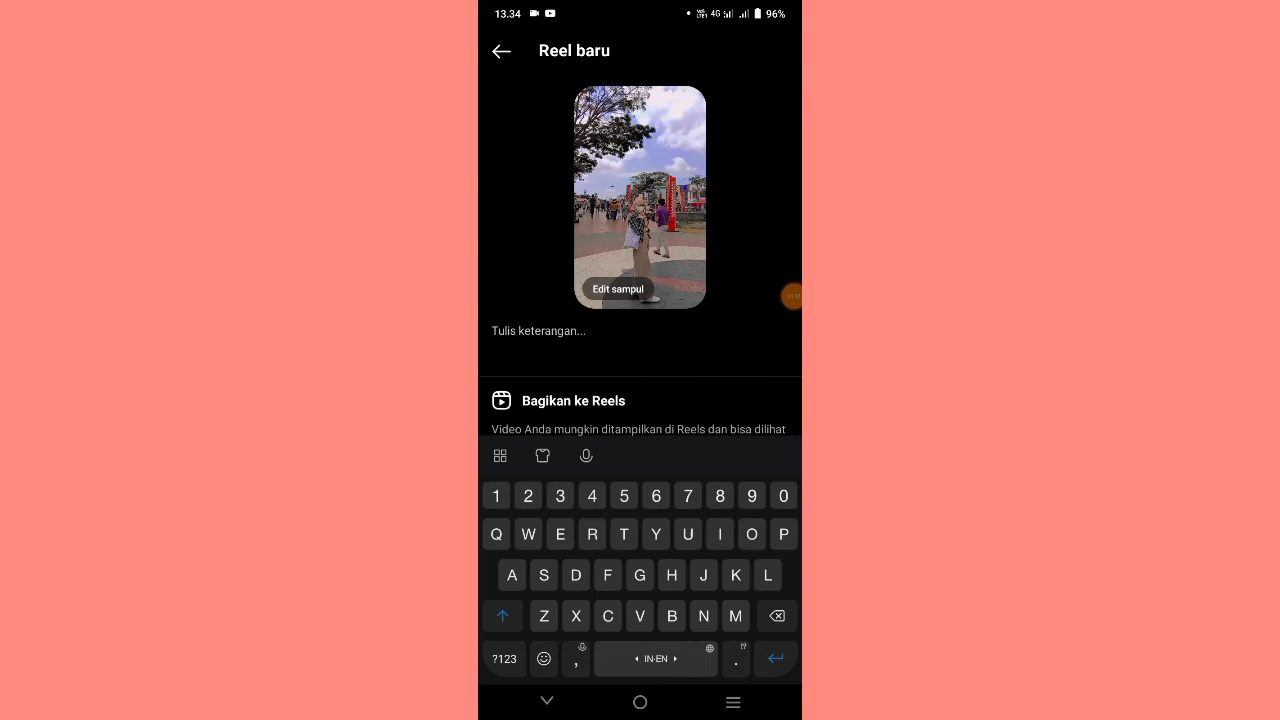 13.34 4G 96%
Reel baru
Edit sampul
Tulis keterangan...
Bagikan ke Reels
Video Anda mungkin ditampilkan di Reels dan bisa dilihat
1 2 3 4 5 6 7 8 9 0
Q W E R T Y U I O P
A S D F G H J K L
Z X C V B N M
?123 , IN-EN . !?